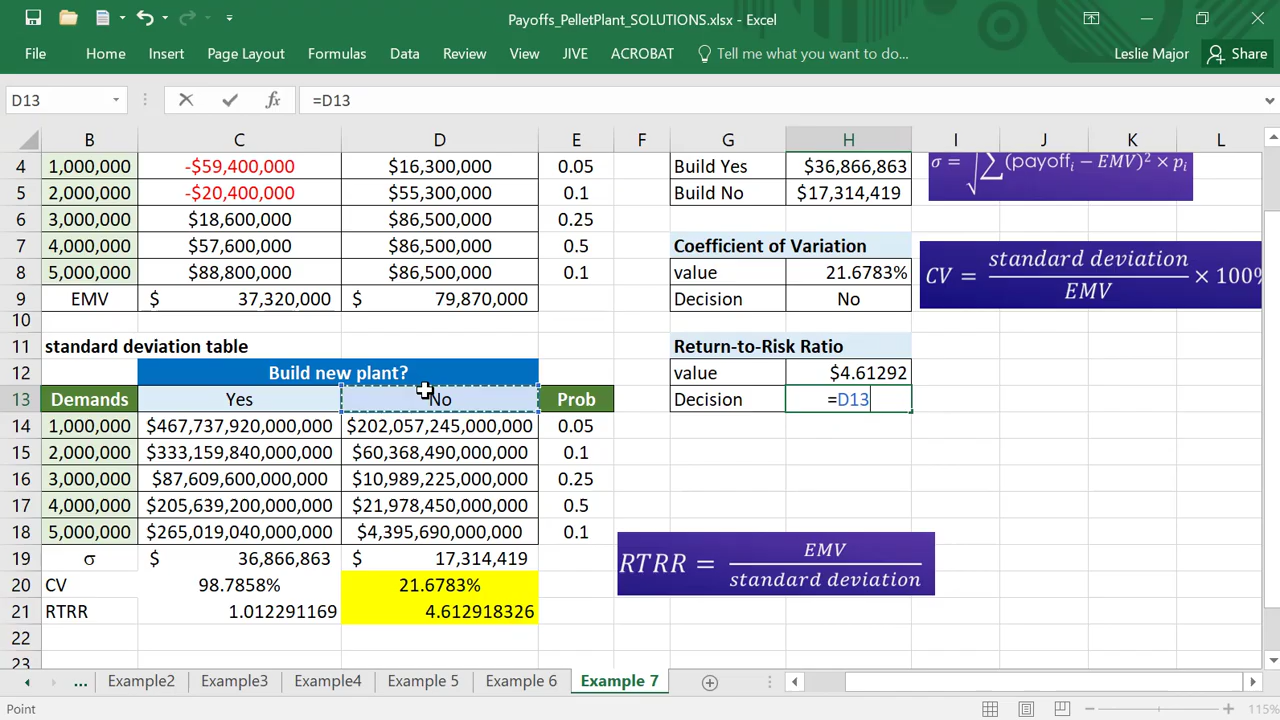 Payoffs_PelletPlant_SOLUTIONS.xlsx - Excel
File Home Insert Page Layout Formulas Data Review View JIVE ACROBAT Tell me what you want to do... Leslie Major Share
D13 fx =D13
B C D E F G H I J K L
4 1,000,000 -$59,400,000 $16,300,000 0.05 Build Yes $36,866,863
σ = √∑(payoffᵢ − EMV)² × pᵢ
5 2,000,000 -$20,400,000 $55,300,000 0.1 Build No $17,314,419
6 3,000,000 $18,600,000 $86,500,000 0.25
7 4,000,000 $57,600,000 $86,500,000 0.5 Coefficient of Variation
8 5,000,000 $88,800,000 $86,500,000 0.1 value 21.6783%
CV = standard deviation / EMV × 100%
9 EMV $ 37,320,000 $ 79,870,000 Decision No
10
11 standard deviation table Return-to-Risk Ratio
12 Build new plant? value $4.61292
13 Demands Yes No Prob Decision =D13
14 1,000,000 $467,737,920,000,000 $202,057,245,000,000 0.05
15 2,000,000 $333,159,840,000,000 $60,368,490,000,000 0.1
16 3,000,000 $87,609,600,000,000 $10,989,225,000,000 0.25
17 4,000,000 $205,639,200,000,000 $21,978,450,000,000 0.5
18 5,000,000 $265,019,040,000,000 $4,395,690,000,000 0.1
19 σ $ 36,866,863 $ 17,314,419
RTRR = EMV / standard deviation
20 CV 98.7858% 21.6783%
21 RTRR 1.012291169 4.612918326
22
23
... Example2 Example3 Example4 Example 5 Example 6 Example 7
Point 115%